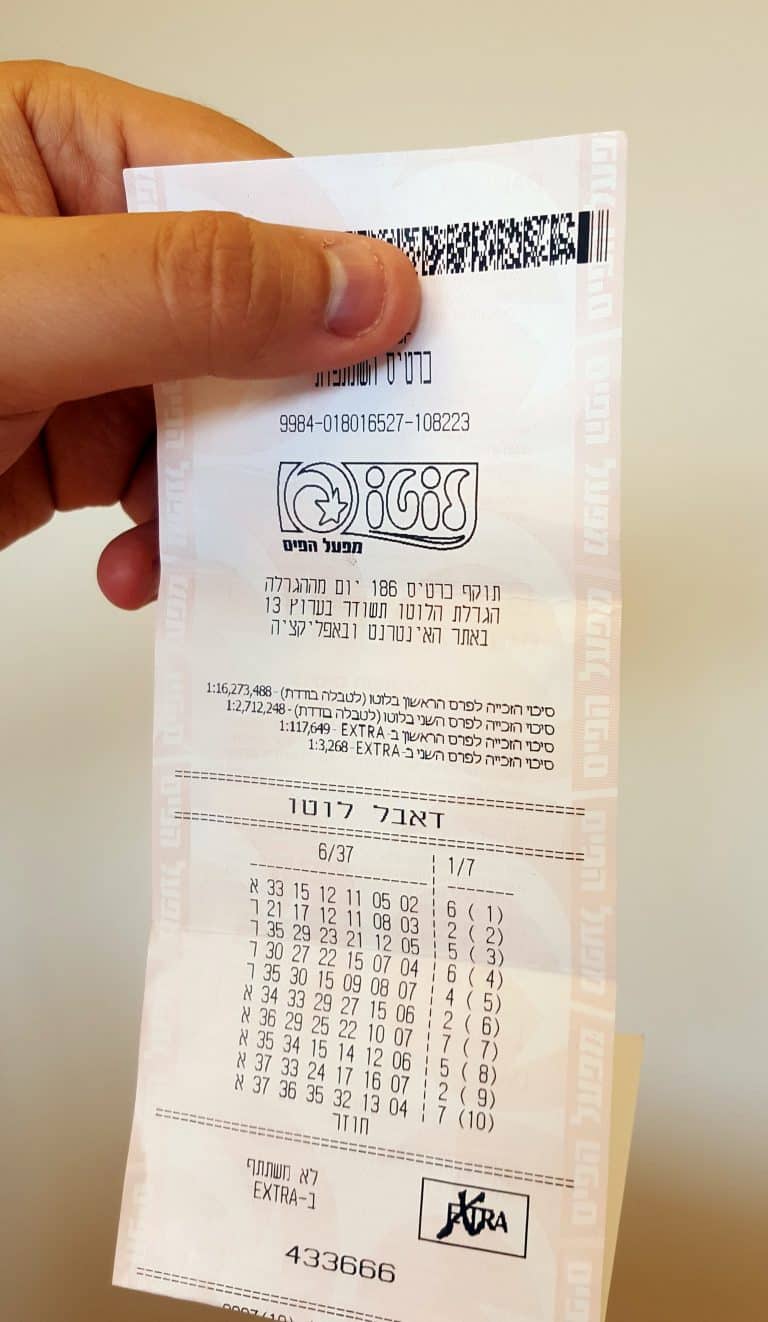 ברטיס השתתפות
9984-018016527-108223
לוטו
מפעל הפיס
תוקף כרטיס 186 יום מההגרלה
הגרלת הלוטו תשודר בערוץ 13
באתר האינטרנט ובאפליקציה
סיכוי הזכייה לפרס הראשון בלוטו (לטבלה בודדת) - 1:16,273,488
סיכוי הזכייה לפרס השני בלוטו (לטבלה בודדת) - 1:2,712,248
סיכוי הזכייה לפרס הראשון ב-EXTRA - 1:117,649
סיכוי הזכייה לפרס השני ב-EXTRA - 1:3,268
דאבל לוטו
6/37 1/7
א 33 15 12 11 05 02 6 ( 1)
ך 21 17 12 11 08 03 2 ( 2)
ך 35 29 23 21 12 05 5 ( 3)
ך 30 27 22 15 07 04 6 ( 4)
ך 35 30 15 09 08 07 4 ( 5)
א 34 33 29 27 15 06 2 ( 6)
א 36 29 25 22 10 07 7 ( 7)
א 35 34 15 14 12 06 5 ( 8)
א 37 33 24 17 16 07 2 ( 9)
א 37 36 35 32 13 04 7 (10)
חוזר
לא משתתף
ב-EXTRA
EXTRA
433666